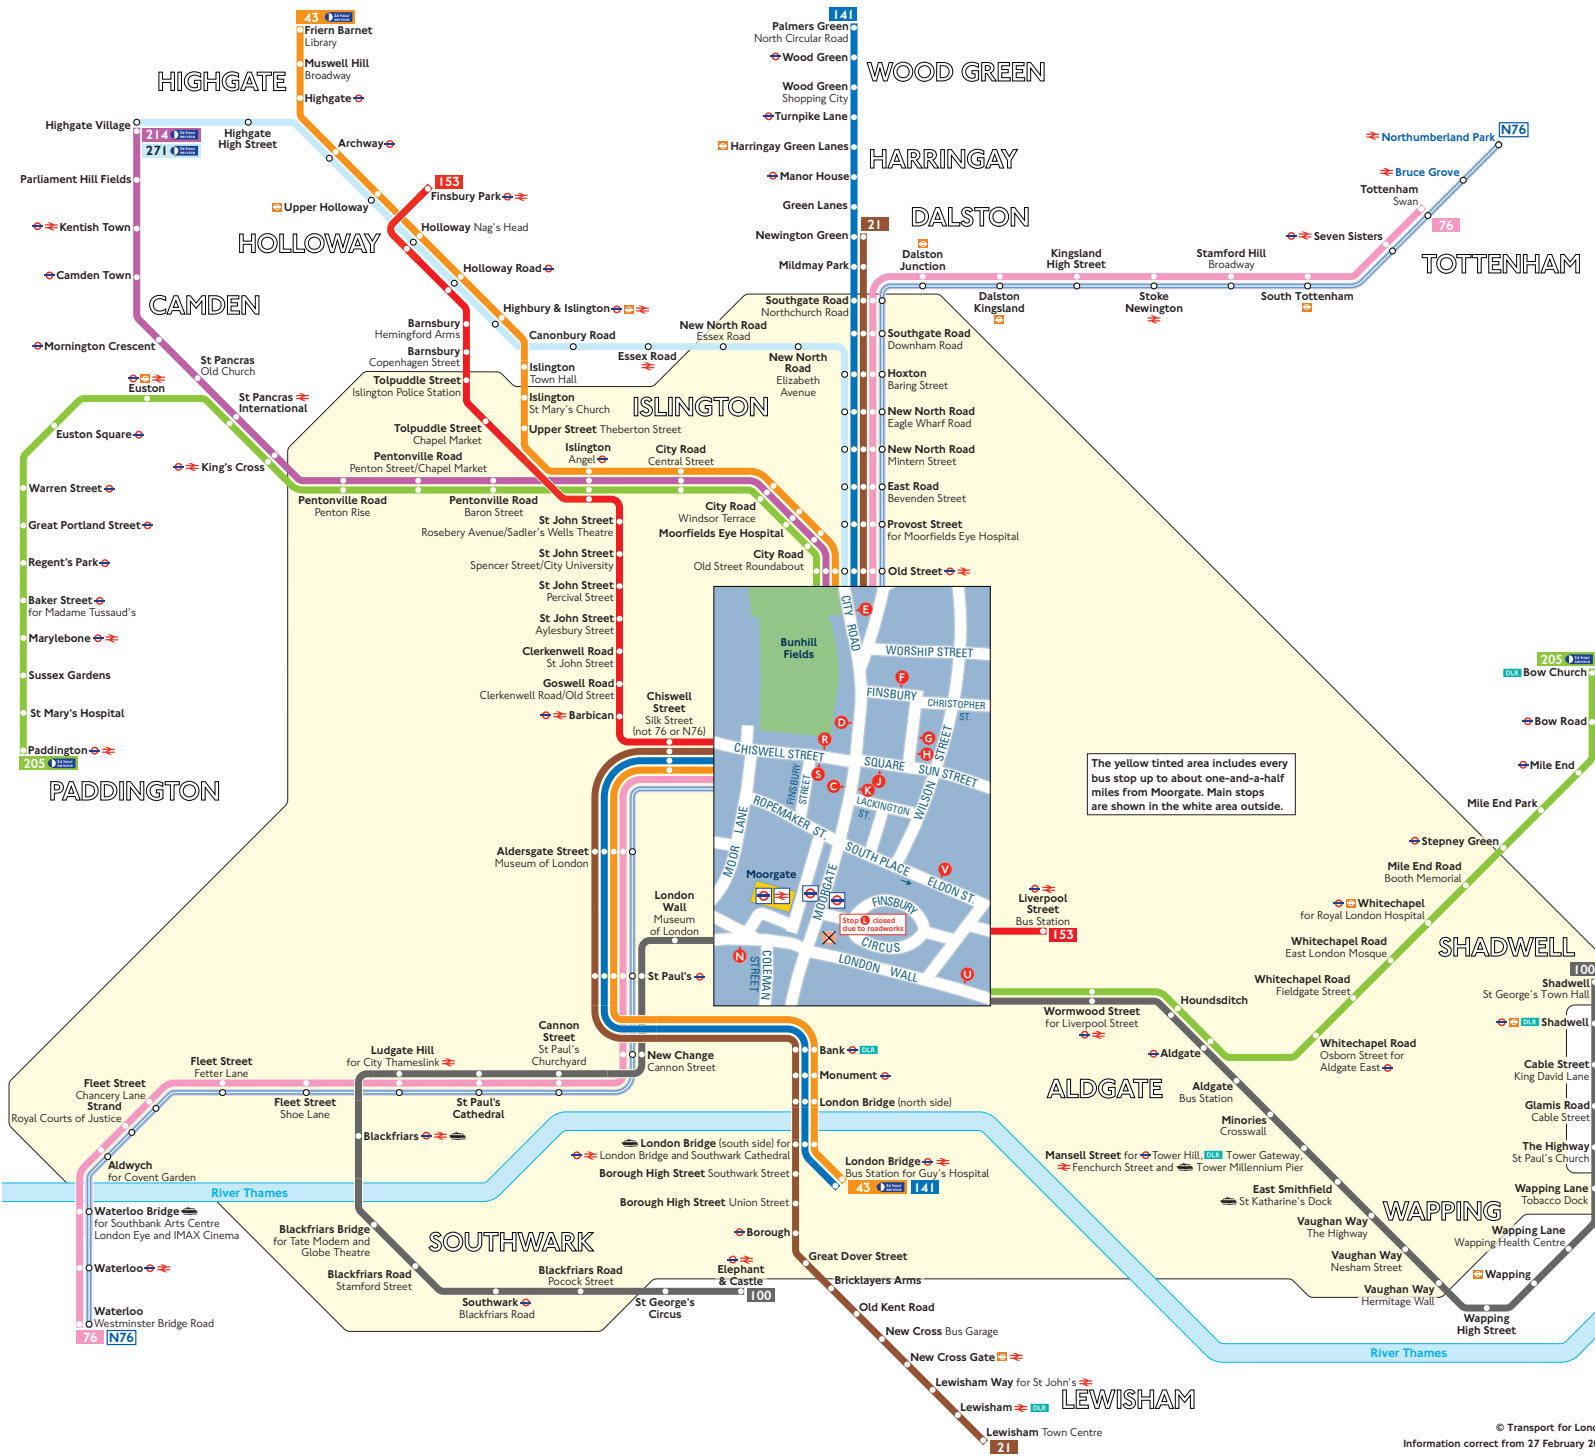 43 24 hour service
Friern Barnet
Library
Muswell Hill
Broadway
Highgate
HIGHGATE
Highgate Village
214 24 hour service
271 24 hour service
Highgate
High Street
Archway
Parliament Hill Fields
Kentish Town
Camden Town
CAMDEN
Mornington Crescent
St Pancras
Old Church
Euston
St Pancras
International
Euston Square
King's Cross
Warren Street
Great Portland Street
Regent's Park
Baker Street
for Madame Tussaud's
Marylebone
Sussex Gardens
St Mary's Hospital
Paddington
205 24 hour service
PADDINGTON
Upper Holloway
HOLLOWAY
153
Finsbury Park
Holloway Nag's Head
Holloway Road
Highbury & Islington
Barnsbury
Hemingford Arms
Barnsbury
Copenhagen Street
Tolpuddle Street
Islington Police Station
Tolpuddle Street
Chapel Market
Canonbury Road
Essex Road
New North Road
Essex Road
New North
Road
Elizabeth
Avenue
Islington
Town Hall
Islington
St Mary's Church
Upper Street Theberton Street
ISLINGTON
Islington
Angel
City Road
Central Street
Pentonville Road
Penton Street/Chapel Market
Pentonville Road
Penton Rise
Pentonville Road
Baron Street
City Road
Windsor Terrace
Moorfields Eye Hospital
City Road
Old Street Roundabout
St John Street
Rosebery Avenue/Sadler's Wells Theatre
St John Street
Spencer Street/City University
St John Street
Percival Street
St John Street
Aylesbury Street
Clerkenwell Road
St John Street
Goswell Road
Clerkenwell Road/Old Street
Barbican
Chiswell
Street
Silk Street
(not 76 or N76)
141
Palmers Green
North Circular Road
Wood Green
Wood Green
Shopping City
Turnpike Lane
Harringay Green Lanes
Manor House
Green Lanes
Newington Green
Mildmay Park
Southgate Road
Northchurch Road
WOOD GREEN
HARRINGAY
DALSTON
21
Dalston
Junction
Dalston
Kingsland
Kingsland
High Street
Stoke
Newington
Stamford Hill
Broadway
South Tottenham
Seven Sisters
Tottenham
Swan
76
Bruce Grove
Northumberland Park
N76
TOTTENHAM
Southgate Road
Downham Road
Hoxton
Baring Street
New North Road
Eagle Wharf Road
New North Road
Mintern Street
East Road
Bevenden Street
Provost Street
for Moorfields Eye Hospital
Old Street
CITY ROAD
E
Bunhill
Fields
WORSHIP STREET
F
FINSBURY
CHRISTOPHER
ST.
D
R
G
H
CHISWELL STREET
SQUARE
SUN STREET
FINSBURY
STREET
S
C
J
K
LACKINGTON
ST.
WILSON STREET
MOOR LANE
ROPEMAKER ST.
SOUTH PLACE
ELDON ST.
V
Moorgate
MOORGATE
FINSBURY
CIRCUS
Stop L closed
due to roadworks
LONDON WALL
N
COLEMAN
STREET
U
The yellow tinted area includes every
bus stop up to about one-and-a-half
miles from Moorgate. Main stops
are shown in the white area outside.
205 24 hour service
DLR Bow Church
Bow Road
Mile End
Mile End Park
Stepney Green
Mile End Road
Booth Memorial
Whitechapel
for Royal London Hospital
Whitechapel Road
East London Mosque
Whitechapel Road
Fieldgate Street
Whitechapel Road
Osborn Street for
Aldgate East
Liverpool
Street
Bus Station
153
Wormwood Street
for Liverpool Street
Houndsditch
Aldgate
ALDGATE
Aldgate
Bus Station
Minories
Crosswall
Mansell Street for Tower Hill, DLR Tower Gateway,
Fenchurch Street and Tower Millennium Pier
East Smithfield
St Katharine's Dock
Vaughan Way
The Highway
Vaughan Way
Nesham Street
Vaughan Way
Hermitage Wall
WAPPING
Wapping
High Street
Wapping
Wapping Lane
Wapping Health Centre
Wapping Lane
Tobacco Dock
The Highway
St Paul's Church
Glamis Road
Cable Street
Cable Street
King David Lane
DLR Shadwell
Shadwell
St George's Town Hall
100
SHADWELL
Aldersgate Street
Museum of London
London
Wall
Museum
of London
St Paul's
Cannon
Street
St Paul's
Churchyard
New Change
Cannon Street
Ludgate Hill
for City Thameslink
St Paul's
Cathedral
Fleet Street
Fetter Lane
Fleet Street
Shoe Lane
Fleet Street
Chancery Lane
Strand
Royal Courts of Justice
Aldwych
for Covent Garden
River Thames
Waterloo Bridge
for Southbank Arts Centre
London Eye and IMAX Cinema
Waterloo
Waterloo
Westminster Bridge Road
76 N76
Blackfriars
Blackfriars Bridge
for Tate Modern and
Globe Theatre
Blackfriars Road
Stamford Street
Southwark
Blackfriars Road
Blackfriars Road
Pocock Street
St George's
Circus
Elephant
& Castle
100
SOUTHWARK
Bank DLR
Monument
London Bridge (north side)
London Bridge (south side) for
London Bridge and Southwark Cathedral
London Bridge
Bus Station for Guy's Hospital
43 24 hour service 141
Borough High Street Southwark Street
Borough High Street Union Street
Borough
Great Dover Street
Bricklayers Arms
Old Kent Road
New Cross Bus Garage
New Cross Gate
Lewisham Way for St John's
Lewisham DLR
Lewisham Town Centre
21
LEWISHAM
River Thames
© Transport for Lond
Information correct from 27 February 2